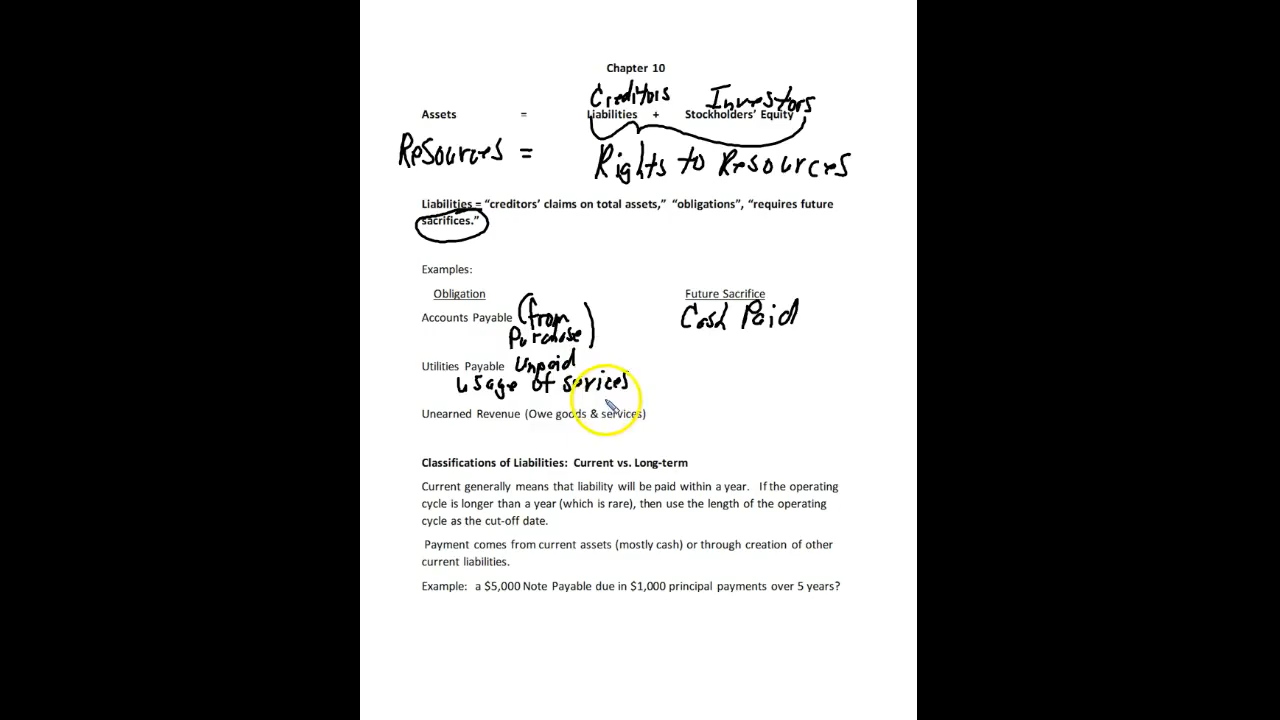 Chapter 10
Creditors Investors
Assets = Liabilities + Stockholders' Equity
Resources = Rights to Resources
Liabilities = "creditors' claims on total assets," "obligations", "requires future
sacrifices."
Examples:
Obligation Future Sacrifice
Accounts Payable (from Cash Paid
Purchase)
Utilities Payable Unpaid
usage of services
Unearned Revenue (Owe goods & services)
Classifications of Liabilities: Current vs. Long-term
Current generally means that liability will be paid within a year. If the operating
cycle is longer than a year (which is rare), then use the length of the operating
cycle as the cut-off date.
Payment comes from current assets (mostly cash) or through creation of other
current liabilities.
Example: a $5,000 Note Payable due in $1,000 principal payments over 5 years?